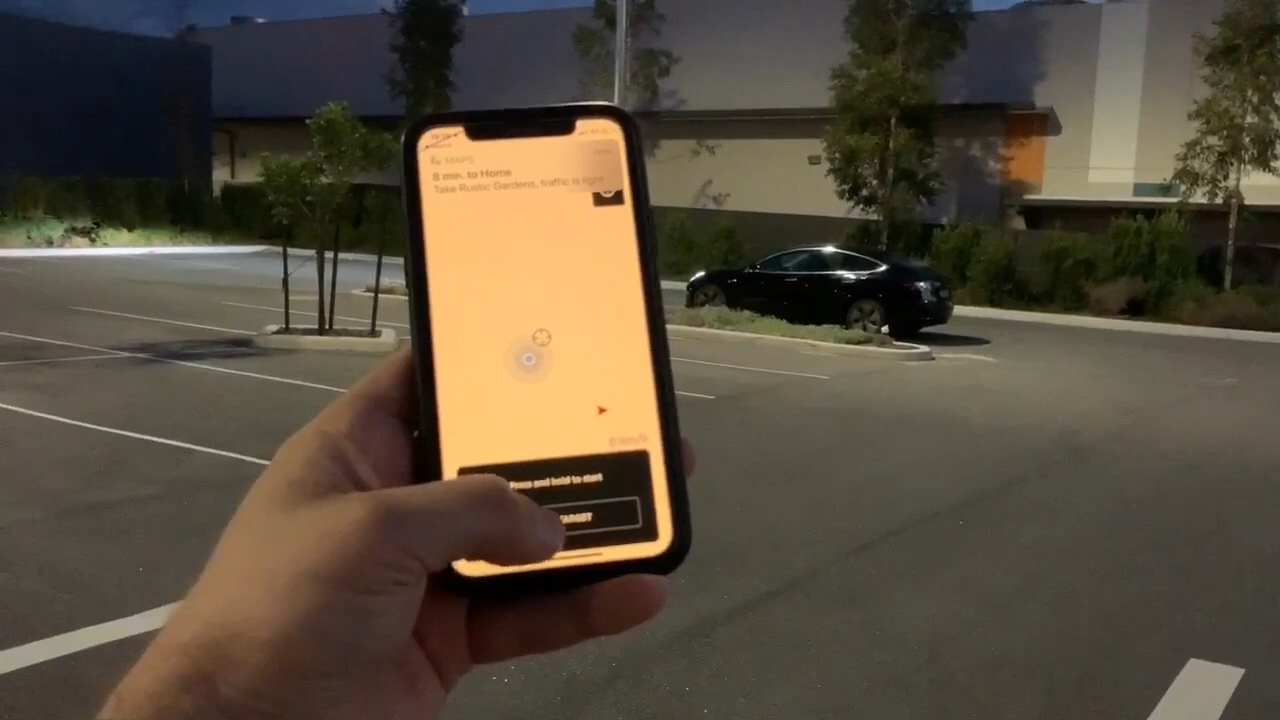 MAPS
8 min. to Home
Take Rustic Gardens, traffic is light
Press and hold to start
TARGET